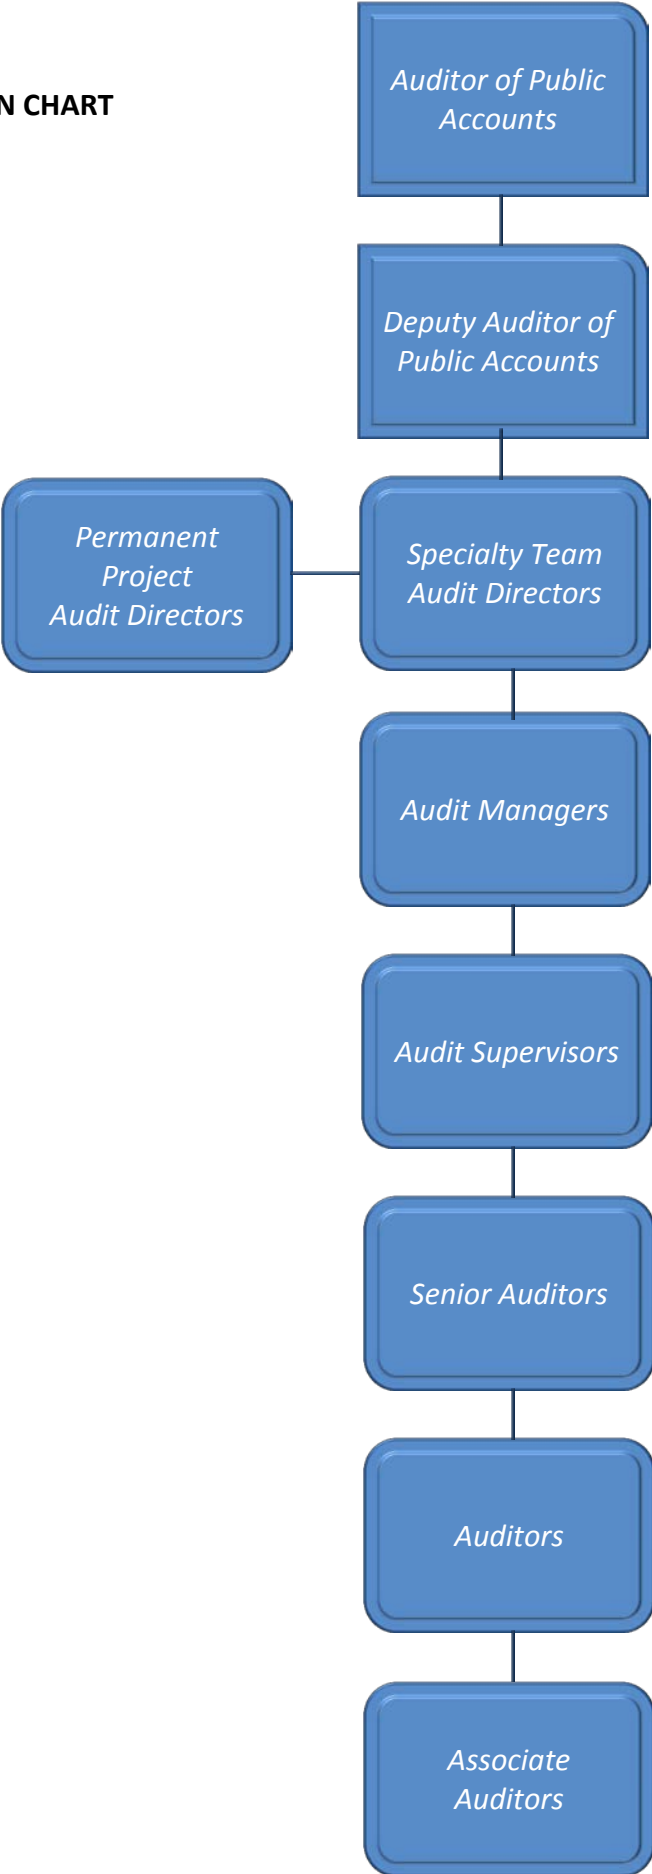 Auditor of Public
Accounts
N CHART
Deputy Auditor of
Public Accounts
Permanent
Project
Audit Directors
Specialty Team
Audit Directors
Audit Managers
Audit Supervisors
Senior Auditors
Auditors
Associate
Auditors